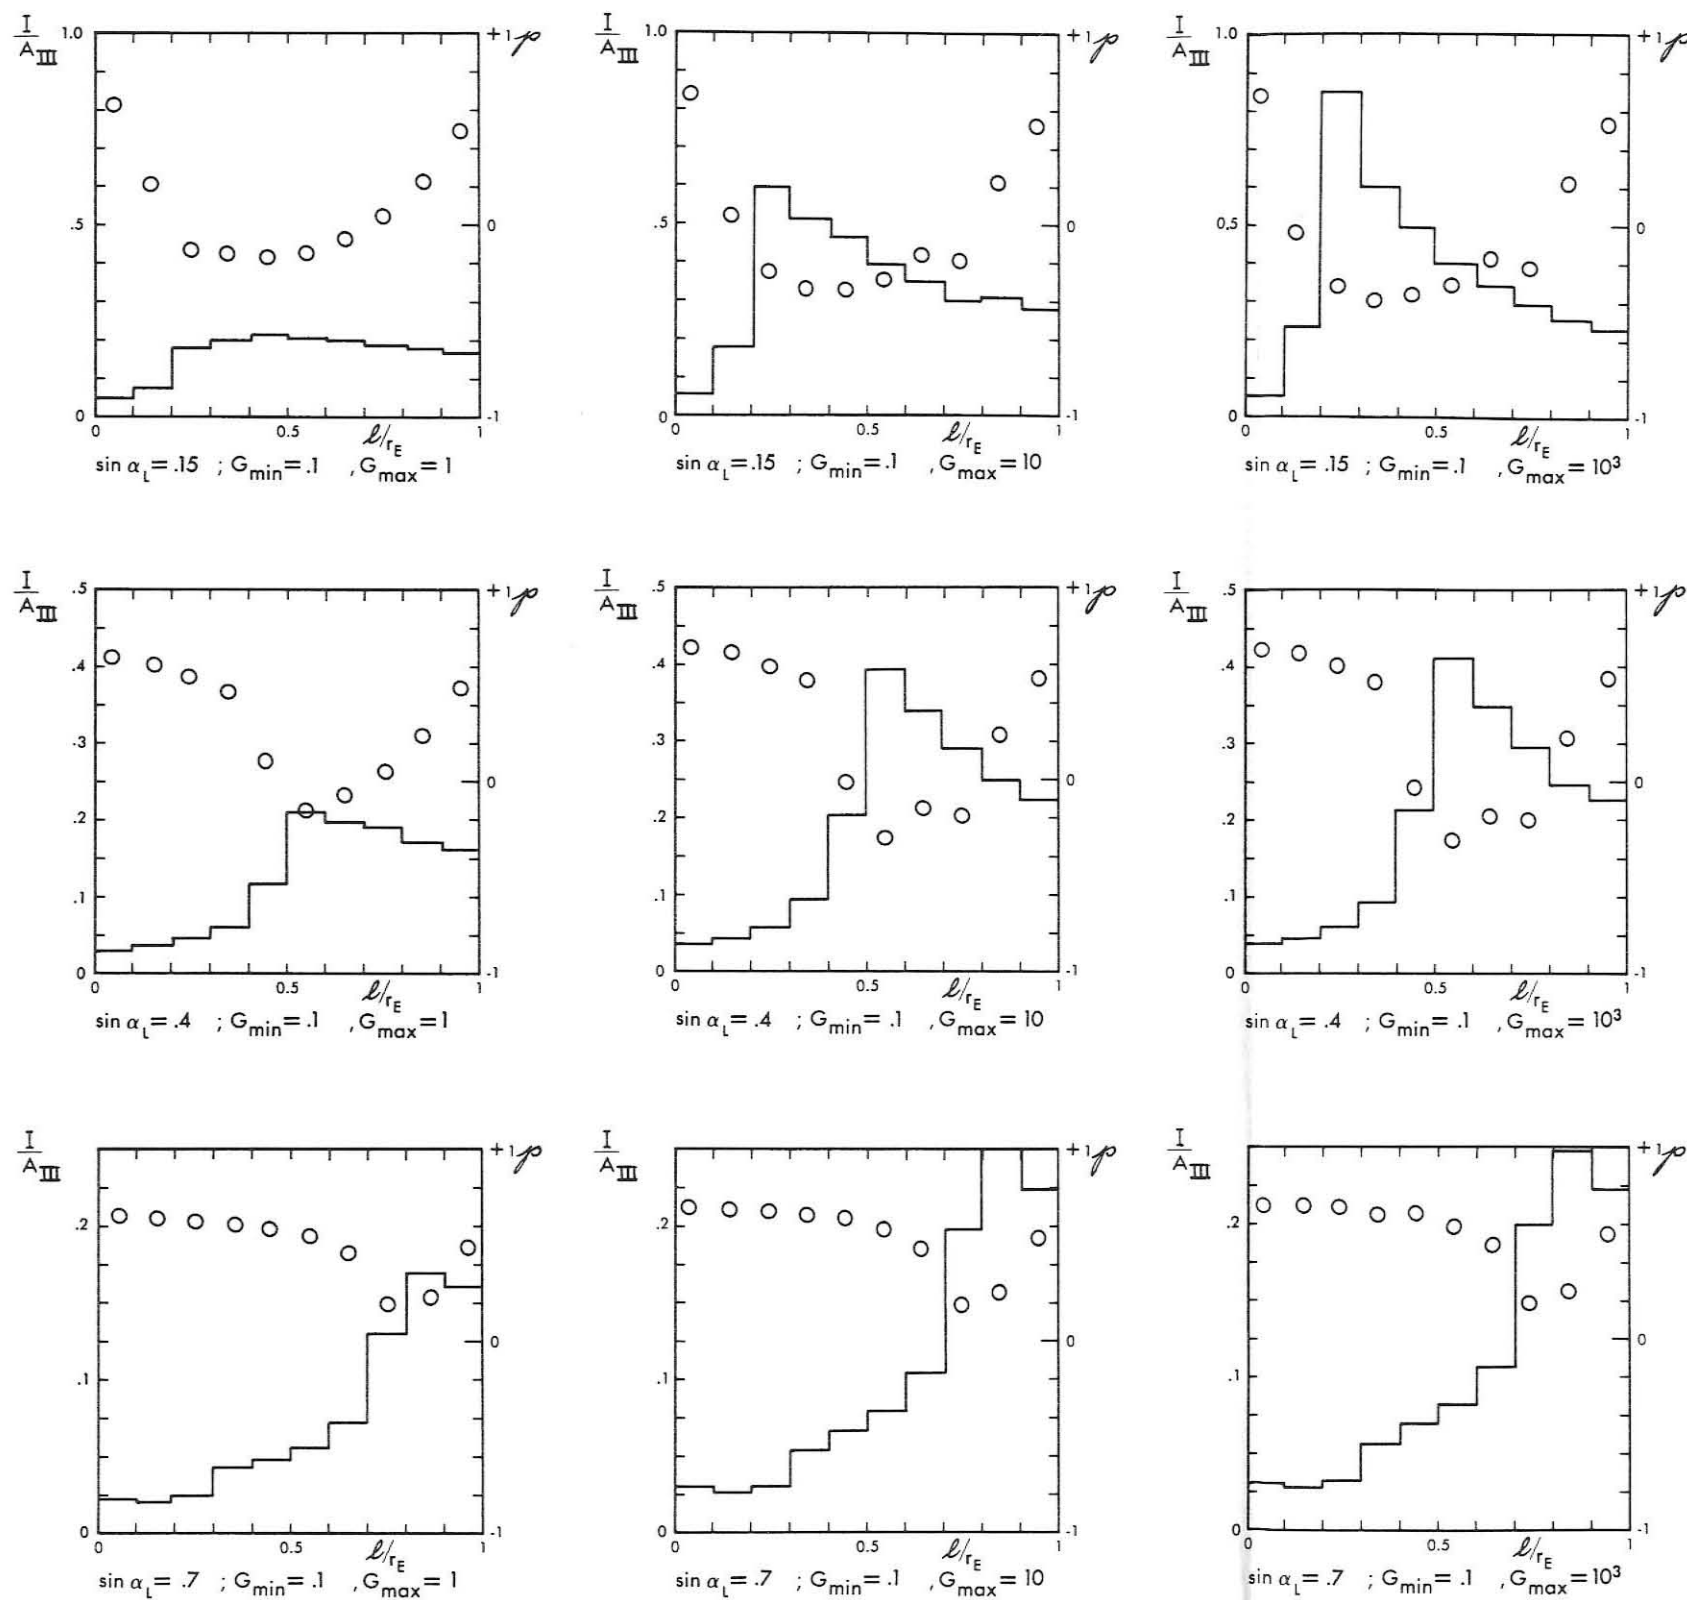 I/A_III 1.0 .5 0 +1 p 0 -1 0 0.5 1 ℓ/r_E
sin α_L = .15 ; G_min = .1 , G_max = 1
I/A_III 1.0 .5 0 +1 p 0 -1 0 0.5 1 ℓ/r_E
sin α_L = .15 ; G_min = .1 , G_max = 10
I/A_III 1.0 0.5 0 +1 p 0 -1 0 0.5 1 ℓ/r_E
sin α_L = .15 ; G_min = .1 , G_max = 10³
I/A_III .5 .4 .3 .2 .1 0 +1 p 0 -1 0 0.5 1 ℓ/r_E
sin α_L = .4 ; G_min = .1 , G_max = 1
I/A_III .5 .4 .3 .2 .1 0 +1 p 0 -1 0 0.5 1 ℓ/r_E
sin α_L = .4 ; G_min = .1 , G_max = 10
I/A_III .5 .4 .3 .2 .1 0 +1 p 0 -1 0 0.5 1 ℓ/r_E
sin α_L = .4 ; G_min = .1 , G_max = 10³
I/A_III .2 .1 0 +1 p 0 -1 0 0.5 1 ℓ/r_E
sin α_L = .7 ; G_min = .1 , G_max = 1
I/A_III .2 .1 0 +1 p 0 -1 0 0.5 1 ℓ/r_E
sin α_L = .7 ; G_min = .1 , G_max = 10
I/A_III .2 .1 0 +1 p 0 -1 0 0.5 1 ℓ/r_E
sin α_L = .7 ; G_min = .1 , G_max = 10³